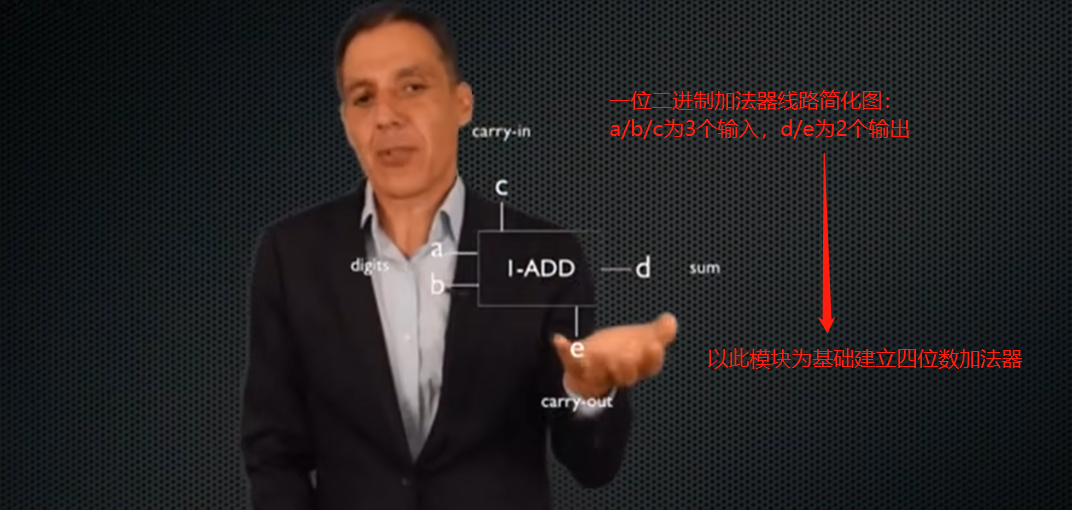 一位二进制加法器线路简化图：
a/b/c为3个输入，d/e为2个输出
carry-in
c
a
digits
1-ADD
d
sum
b
e
以此模块为基础建立四位数加法器
carry-out